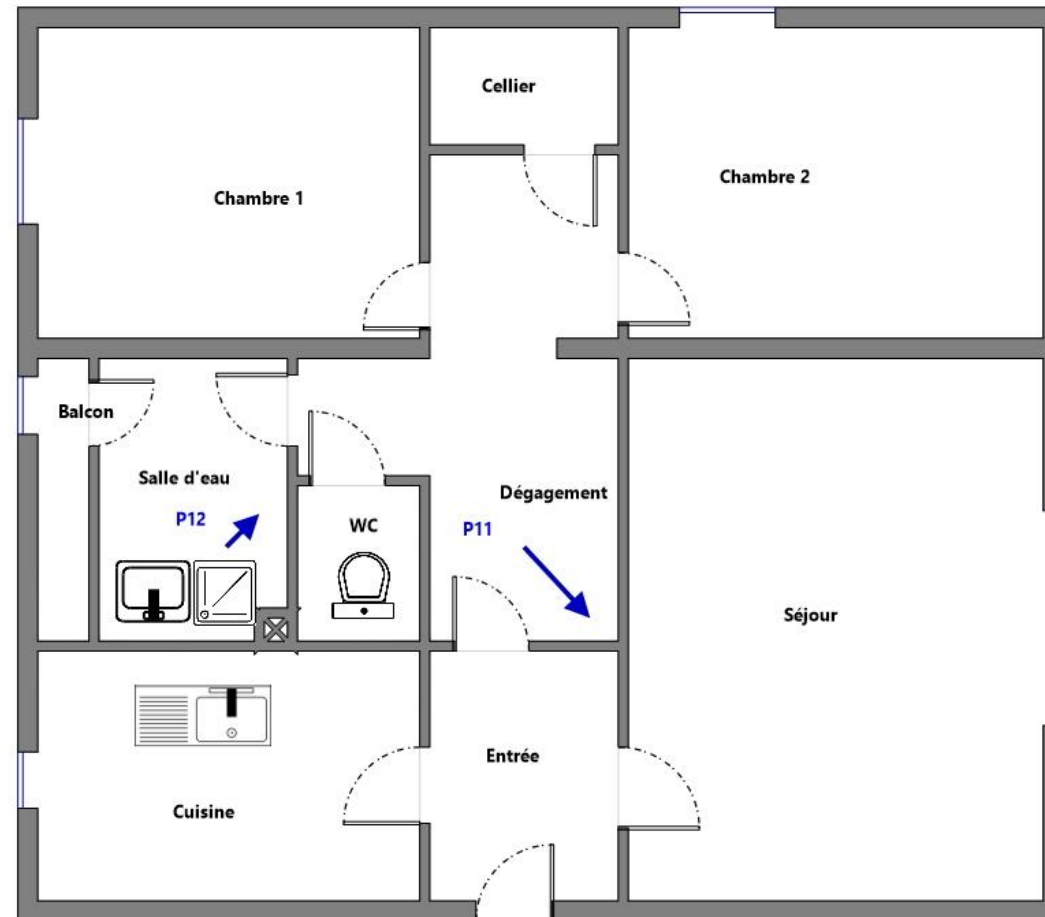 Cellier
Chambre 2
Chambre 1
Balcon
Salle d'eau
Dégagement
P12
WC
P11
Séjour
Entrée
Cuisine